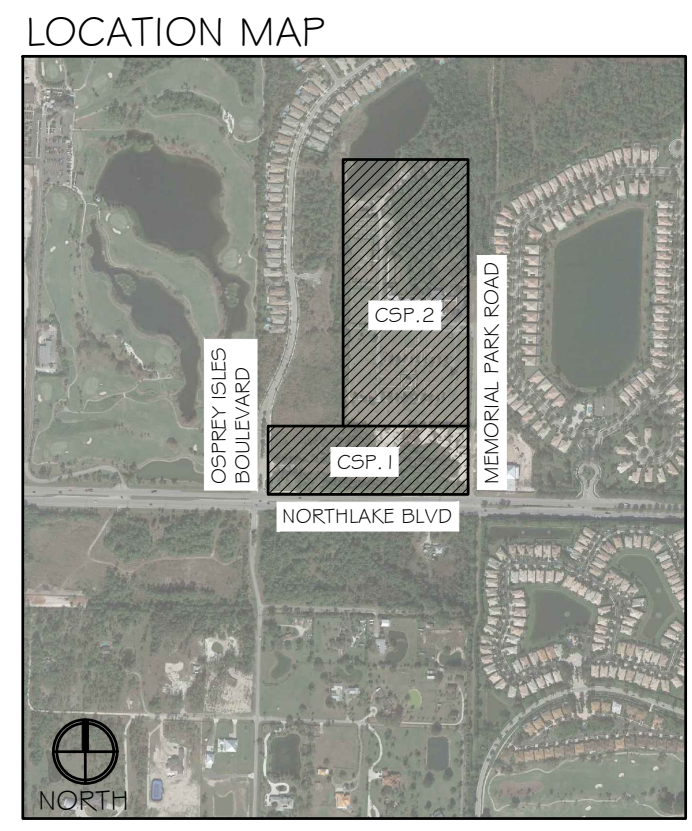 LOCATION MAP
CSP.2
MEMORIAL PARK ROAD
OSPREY ISLES
BOULEVARD
CSP.1
NORTHLAKE BLVD
NORTH